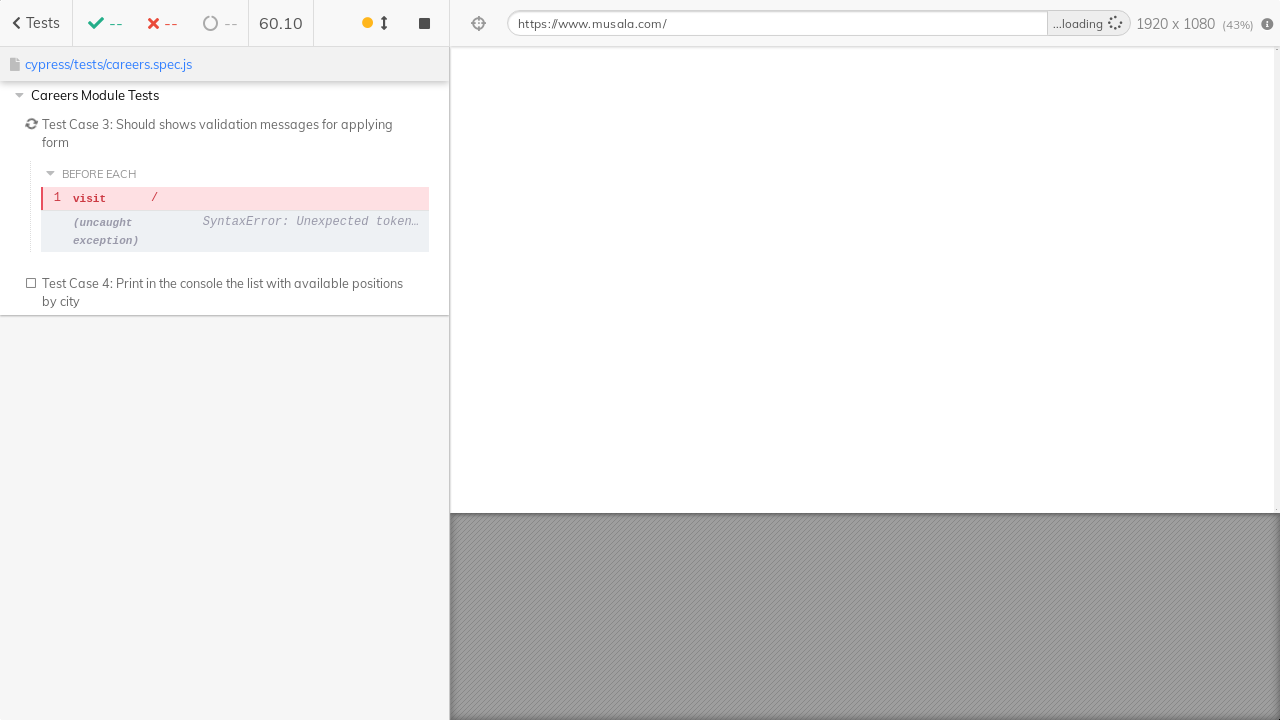 Tests -- -- -- 60.10
https://www.musala.com/ ...loading 1920 x 1080 (43%)
cypress/tests/careers.spec.js
Careers Module Tests
Test Case 3: Should shows validation messages for applying
form
BEFORE EACH
1 visit /
(uncaught SyntaxError: Unexpected token…
exception)
Test Case 4: Print in the console the list with available positions
by city